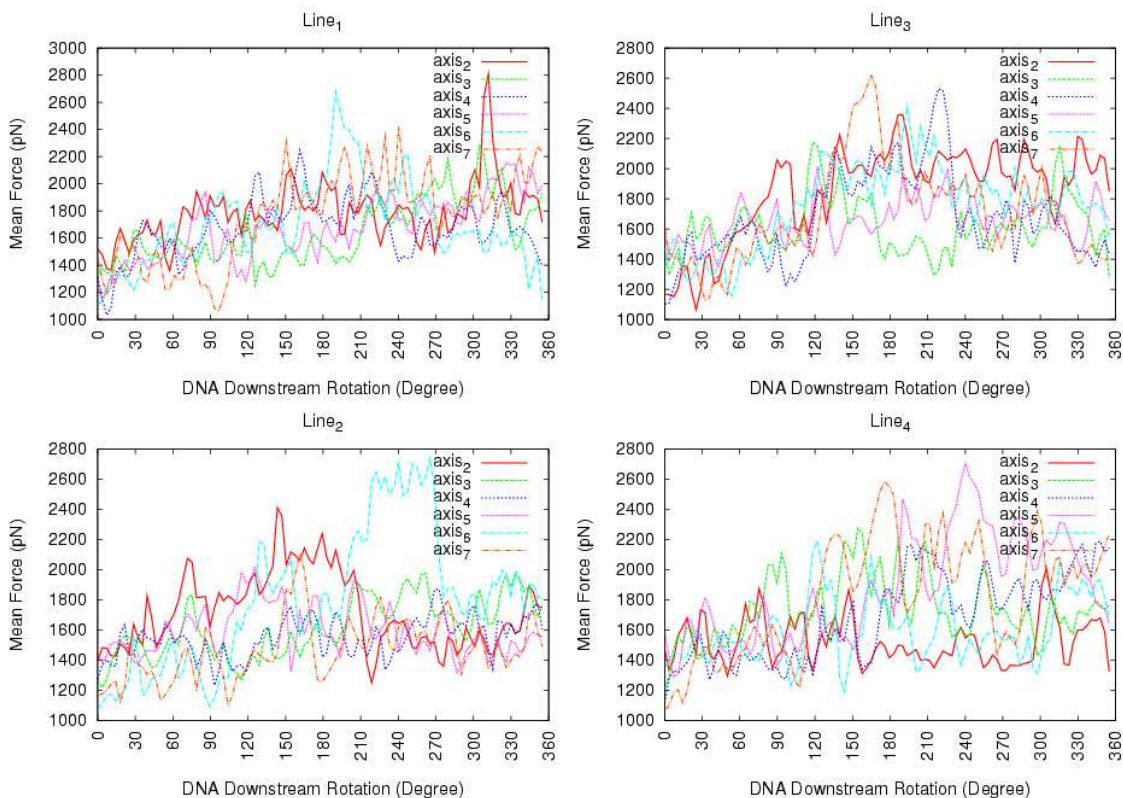 Line1
3000
2800
2600
2400
2200
2000
1800
1600
1400
1200
1000
Mean Force (pN)
axis2
axis3
axis4
axis5
axis6
axis7
0 30 60 90 120 150 180 210 240 270 300 330 360
DNA Downstream Rotation (Degree)
Line3
2800
2600
2400
2200
2000
1800
1600
1400
1200
1000
Mean Force (pN)
axis2
axis3
axis4
axis5
axis6
axis7
0 30 60 90 120 150 180 210 240 270 300 330 360
DNA Downstream Rotation (Degree)
Line2
2800
2600
2400
2200
2000
1800
1600
1400
1200
1000
Mean Force (pN)
axis2
axis3
axis4
axis5
axis6
axis7
0 30 60 90 120 150 180 210 240 270 300 330 360
DNA Downstream Rotation (Degree)
Line4
2800
2600
2400
2200
2000
1800
1600
1400
1200
1000
Mean Force (pN)
axis2
axis3
axis4
axis5
axis6
axis7
0 30 60 90 120 150 180 210 240 270 300 330 360
DNA Downstream Rotation (Degree)